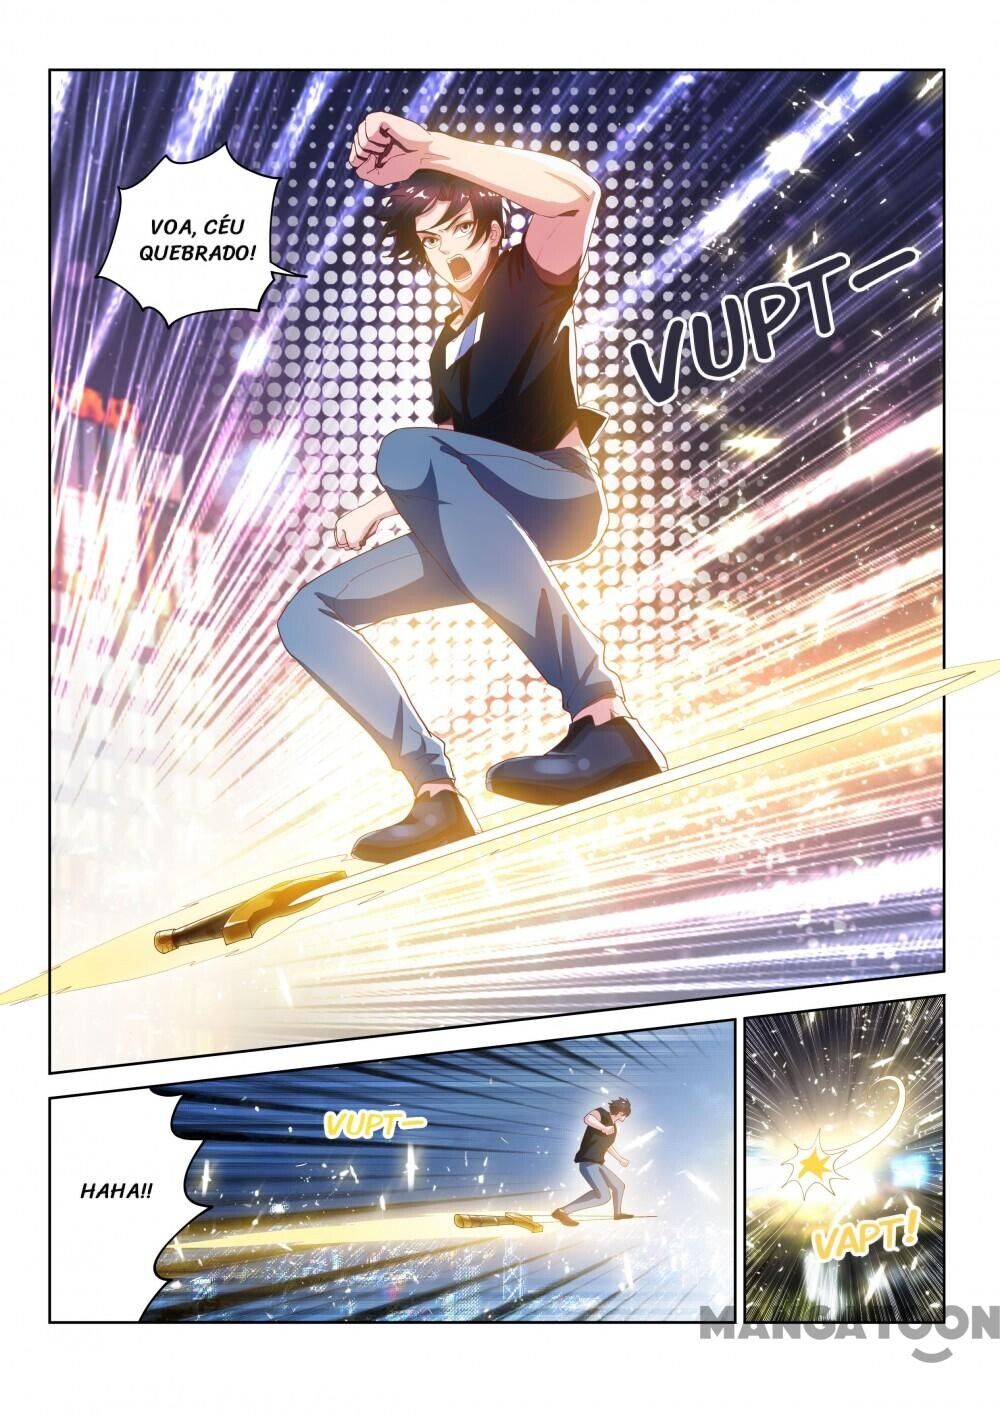 VOA, CÉU
QUEBRADO!
VUPT—
VUPT—
HAHA!!
VAPT!
MANGATOON